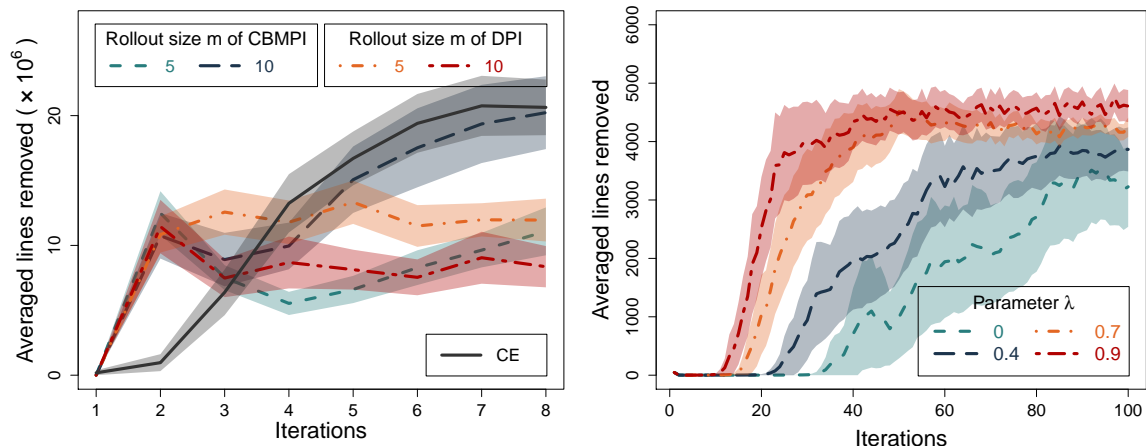 Averaged lines removed ( × 10⁶ )
20
10
0
Rollout size m of CBMPI
5 10
Rollout size m of DPI
5 10
CE
1 2 3 4 5 6 7 8
Iterations
Averaged lines removed
6000
5000
4000
3000
2000
1000
0
Parameter λ
0 0.7
0.4 0.9
0 20 40 60 80 100
Iterations